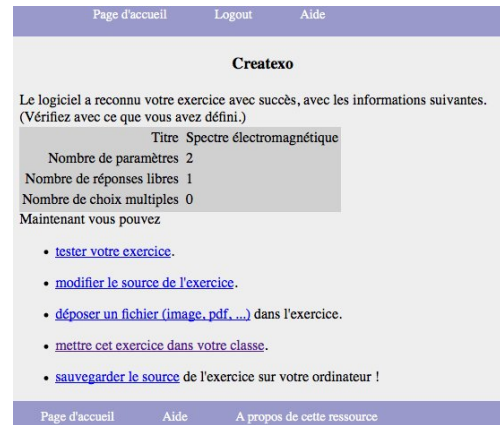 Page d'accueil Logout Aide
Createxo
Le logiciel a reconnu votre exercice avec succès, avec les informations suivantes.
(Vérifiez avec ce que vous avez défini.)
Titre Spectre électromagnétique
Nombre de paramètres 2
Nombre de réponses libres 1
Nombre de choix multiples 0
Maintenant vous pouvez
• tester votre exercice.
• modifier le source de l'exercice.
• déposer un fichier (image, pdf, ...) dans l'exercice.
• mettre cet exercice dans votre classe.
• sauvegarder le source de l'exercice sur votre ordinateur !
Page d'accueil Aide A propos de cette ressource